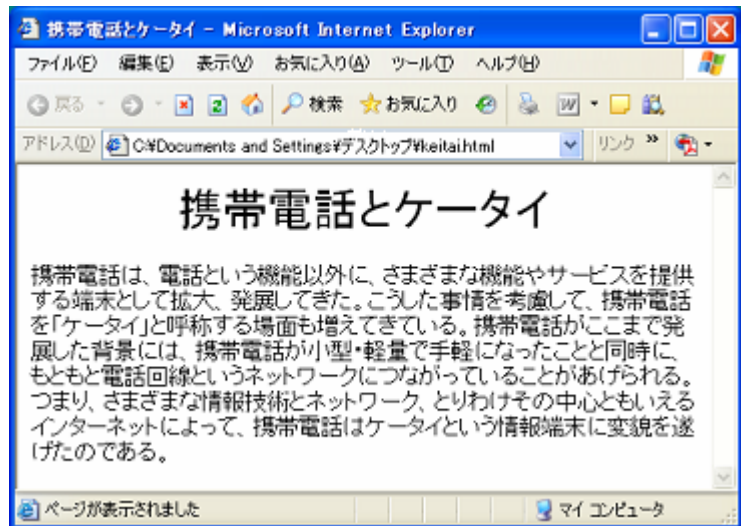 携帯電話とケータイ - Microsoft Internet Explorer
ファイル(F) 編集(E) 表示(V) お気に入り(A) ツール(T) ヘルプ(H)
戻る 検索 お気に入り
アドレス(D) C:¥Documents and Settings¥デスクトップ¥keitai.html リンク »
携帯電話とケータイ
携帯電話は、電話という機能以外に、さまざまな機能やサービスを提供
する端末として拡大、発展してきた。こうした事情を考慮して、携帯電話
を「ケータイ」と呼称する場面も増えてきている。携帯電話がここまで発
展した背景には、携帯電話が小型・軽量で手軽になったことと同時に、
もともと電話回線というネットワークにつながっていることがあげられる。
つまり、さまざまな情報技術とネットワーク、とりわけその中心ともいえる
インターネットによって、携帯電話はケータイという情報端末に変貌を遂
げたのである。
ページが表示されました マイ コンピュータ